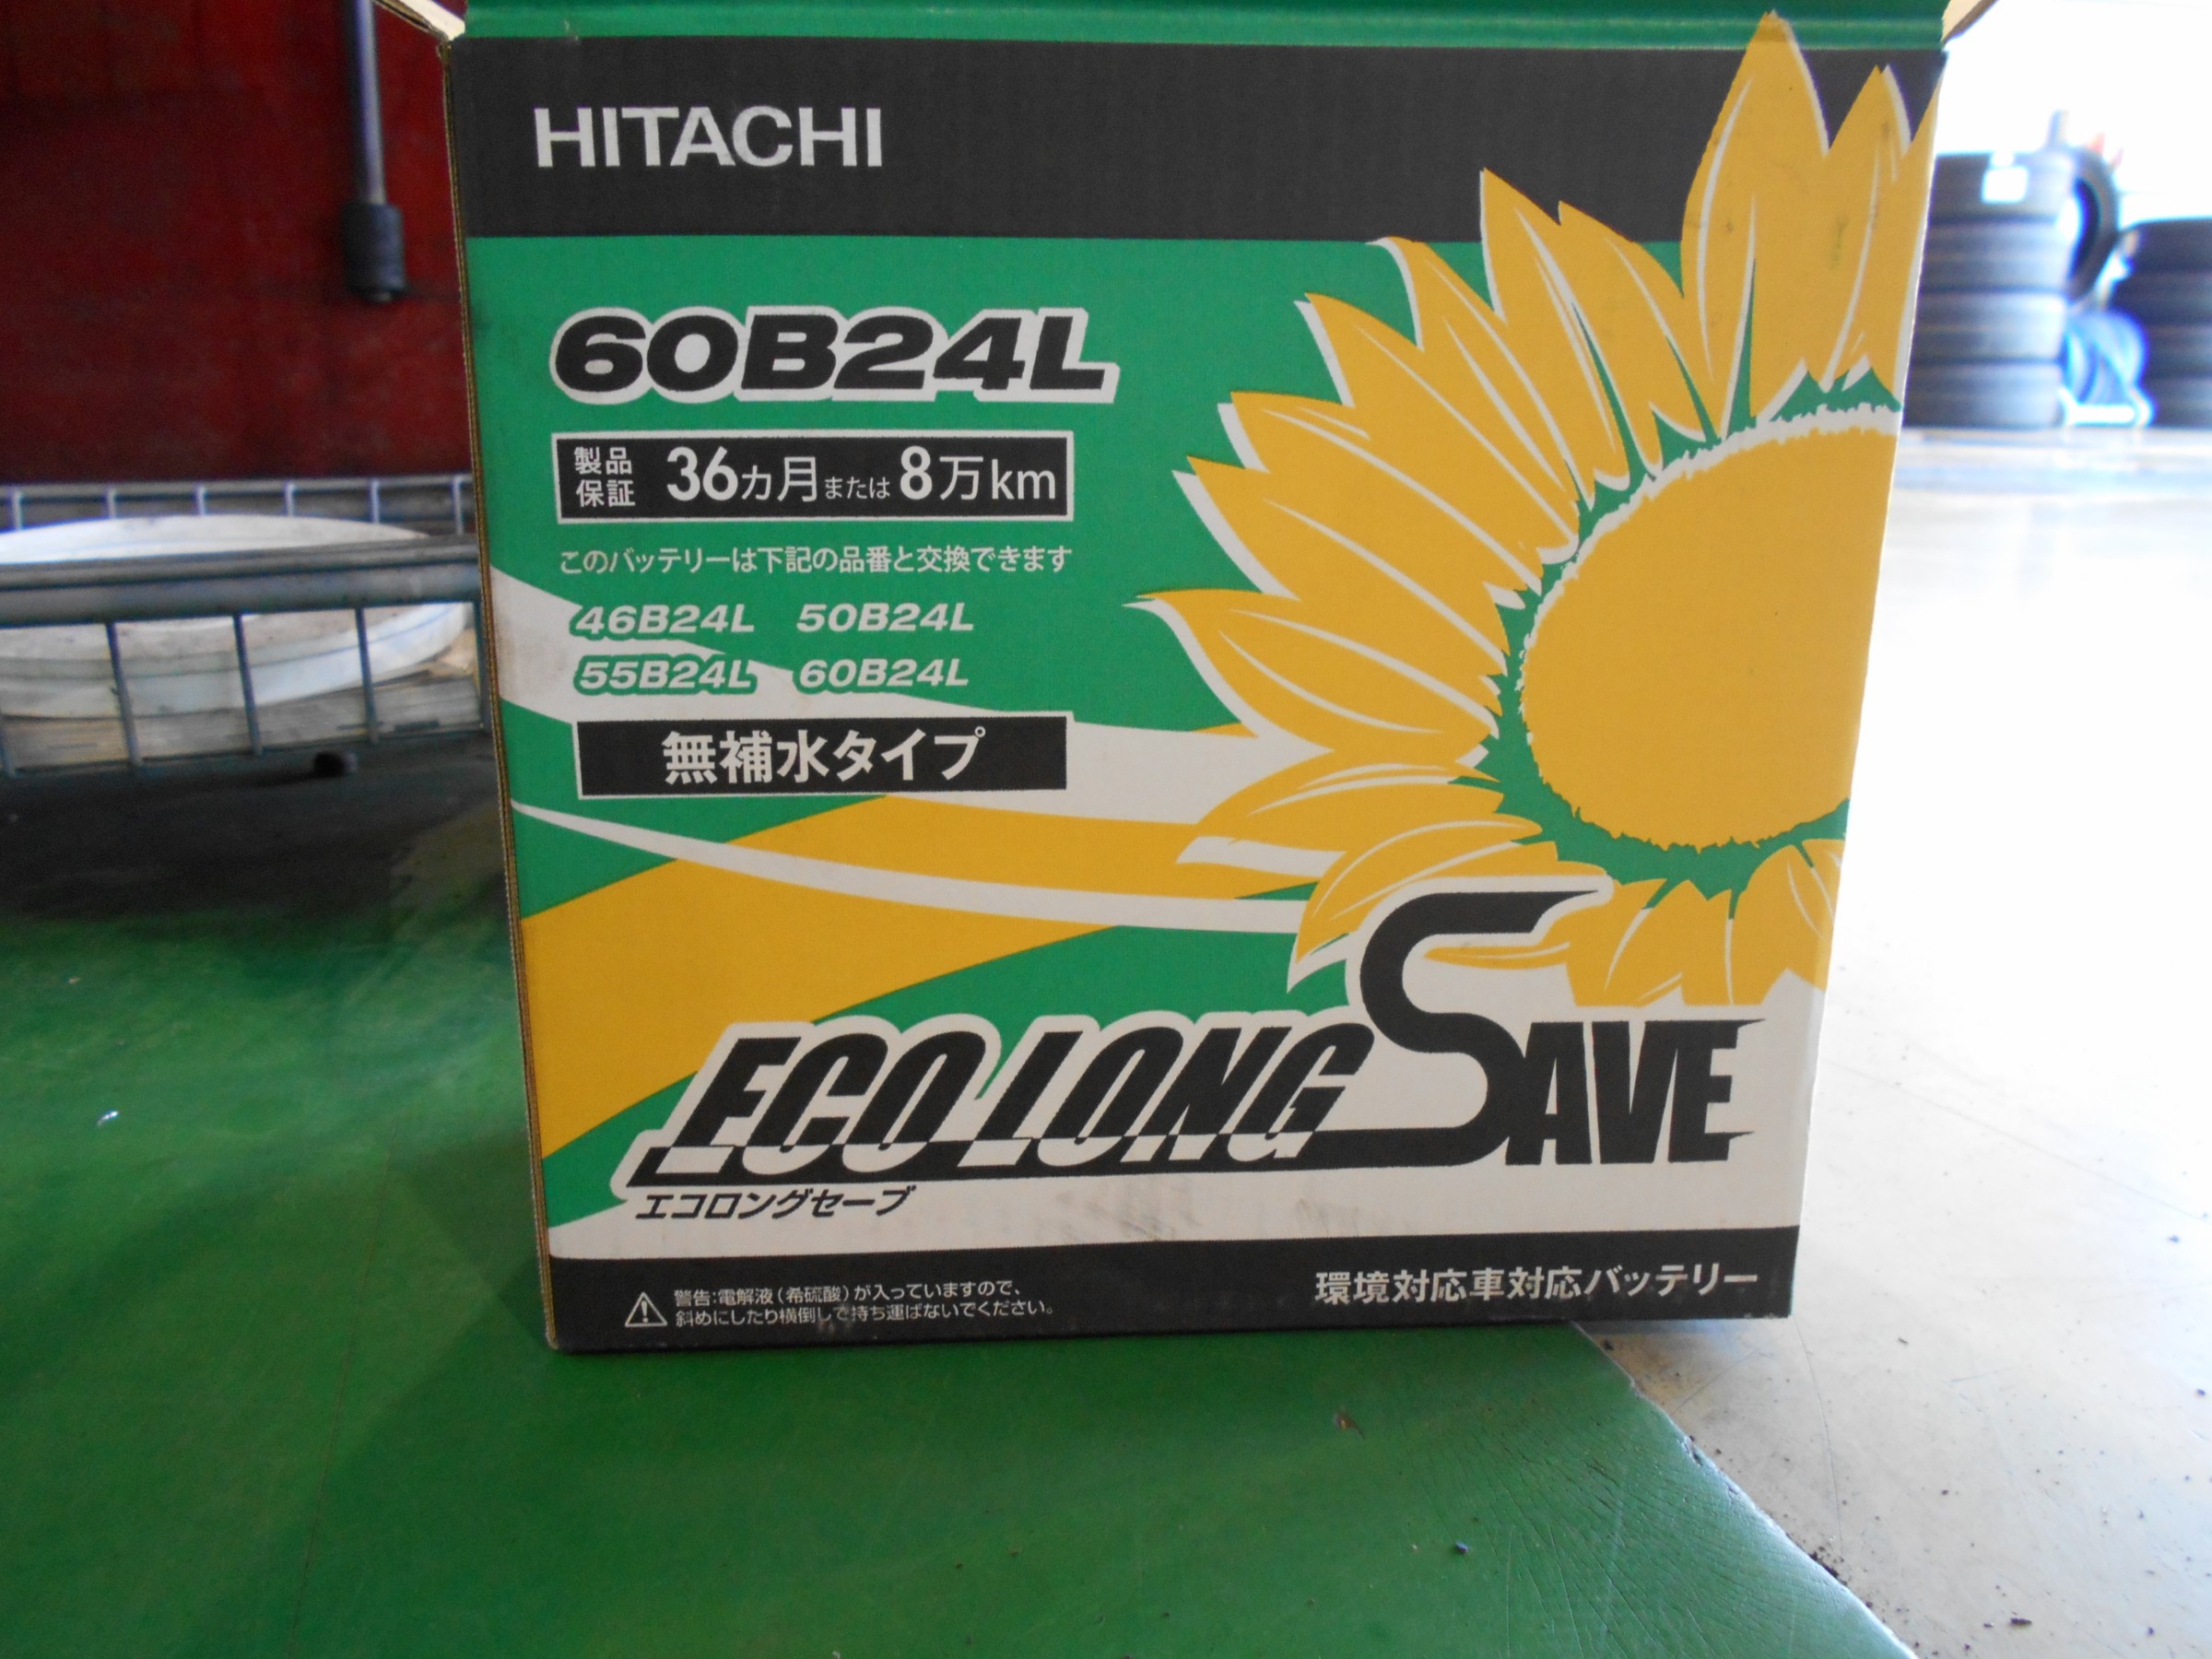 HITACHI
60B24L
製品保証 36カ月または8万km
このバッテリーは下記の品番と交換できます
46B24L 50B24L
55B24L 60B24L
無補水タイプ
ECO LONG SAVE
エコロングセーブ
警告:電解液(希硫酸)が入っていますので、
斜めにしたり横倒しで持ち運ばないでください。
環境対応車対応バッテリー